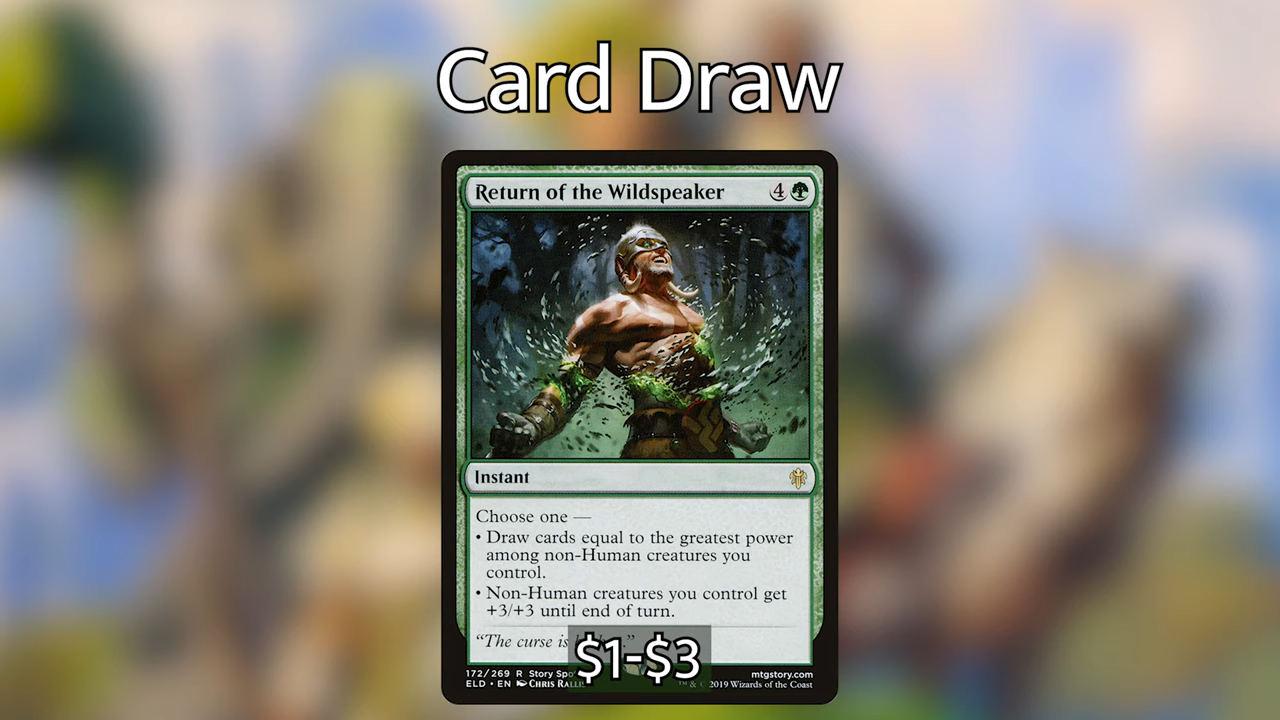 Card Draw
Return of the Wildspeaker 4
Instant
Choose one —
• Draw cards equal to the greatest power
among non-Human creatures you
control.
• Non-Human creatures you control get
+3/+3 until end of turn.
“The curse is
$1-$3
172/269 R Story
mtgstory.com
ELD • EN Chris
™ & © 2019 Wizards of the Coast